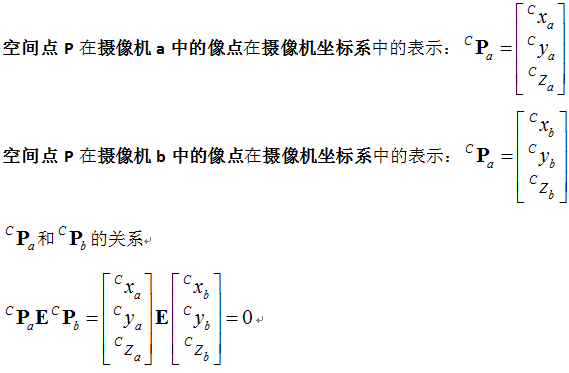 空间点 P 在摄像机 a 中的像点在摄像机坐标系中的表示：$^{C}\mathbf{P}_a = \begin{bmatrix} ^{C}x_a \\ ^{C}y_a \\ ^{C}z_a \end{bmatrix}$
空间点 P 在摄像机 b 中的像点在摄像机坐标系中的表示：$^{C}\mathbf{P}_a = \begin{bmatrix} ^{C}x_b \\ ^{C}y_b \\ ^{C}z_b \end{bmatrix}$
$^{C}\mathbf{P}_a$ 和 $^{C}\mathbf{P}_b$ 的关系↵
$^{C}\mathbf{P}_a \mathbf{E} ^{C}\mathbf{P}_b = \begin{bmatrix} ^{C}x_a \\ ^{C}y_a \\ ^{C}z_a \end{bmatrix} \mathbf{E} \begin{bmatrix} ^{C}x_b \\ ^{C}y_b \\ ^{C}z_b \end{bmatrix} = 0$↵